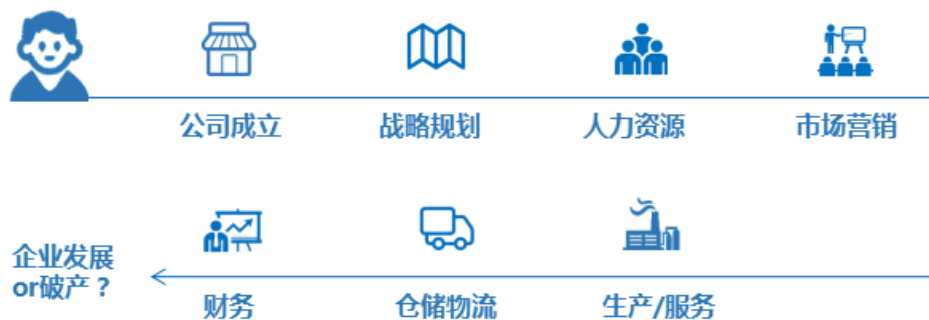 公司成立
战略规划
人力资源
市场营销
企业发展
or破产？
财务
仓储物流
生产/服务